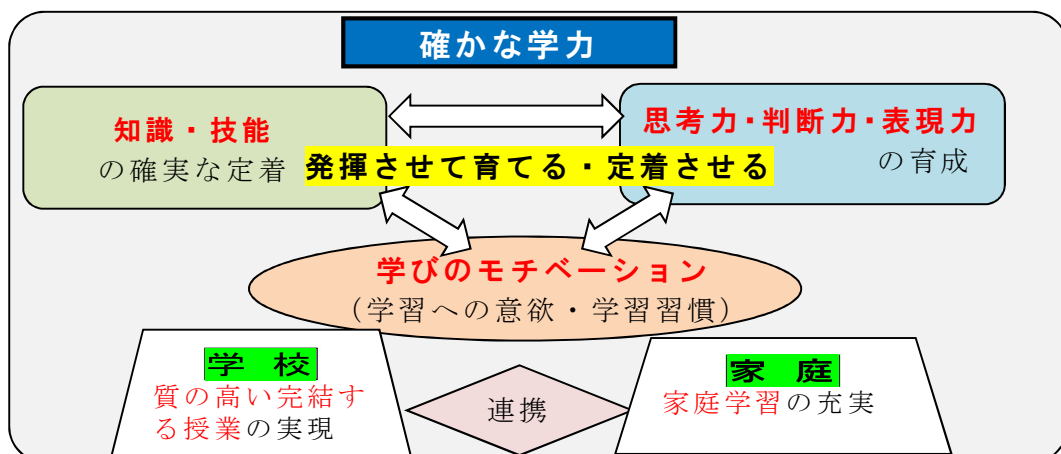 確かな学力
知識・技能
の確実な定着
思考力・判断力・表現力
の育成
発揮させて育てる・定着させる
学びのモチベーション
（学習への意欲・学習習慣）
学 校
質の高い完結す
る授業の実現
連携
家 庭
家庭学習の充実